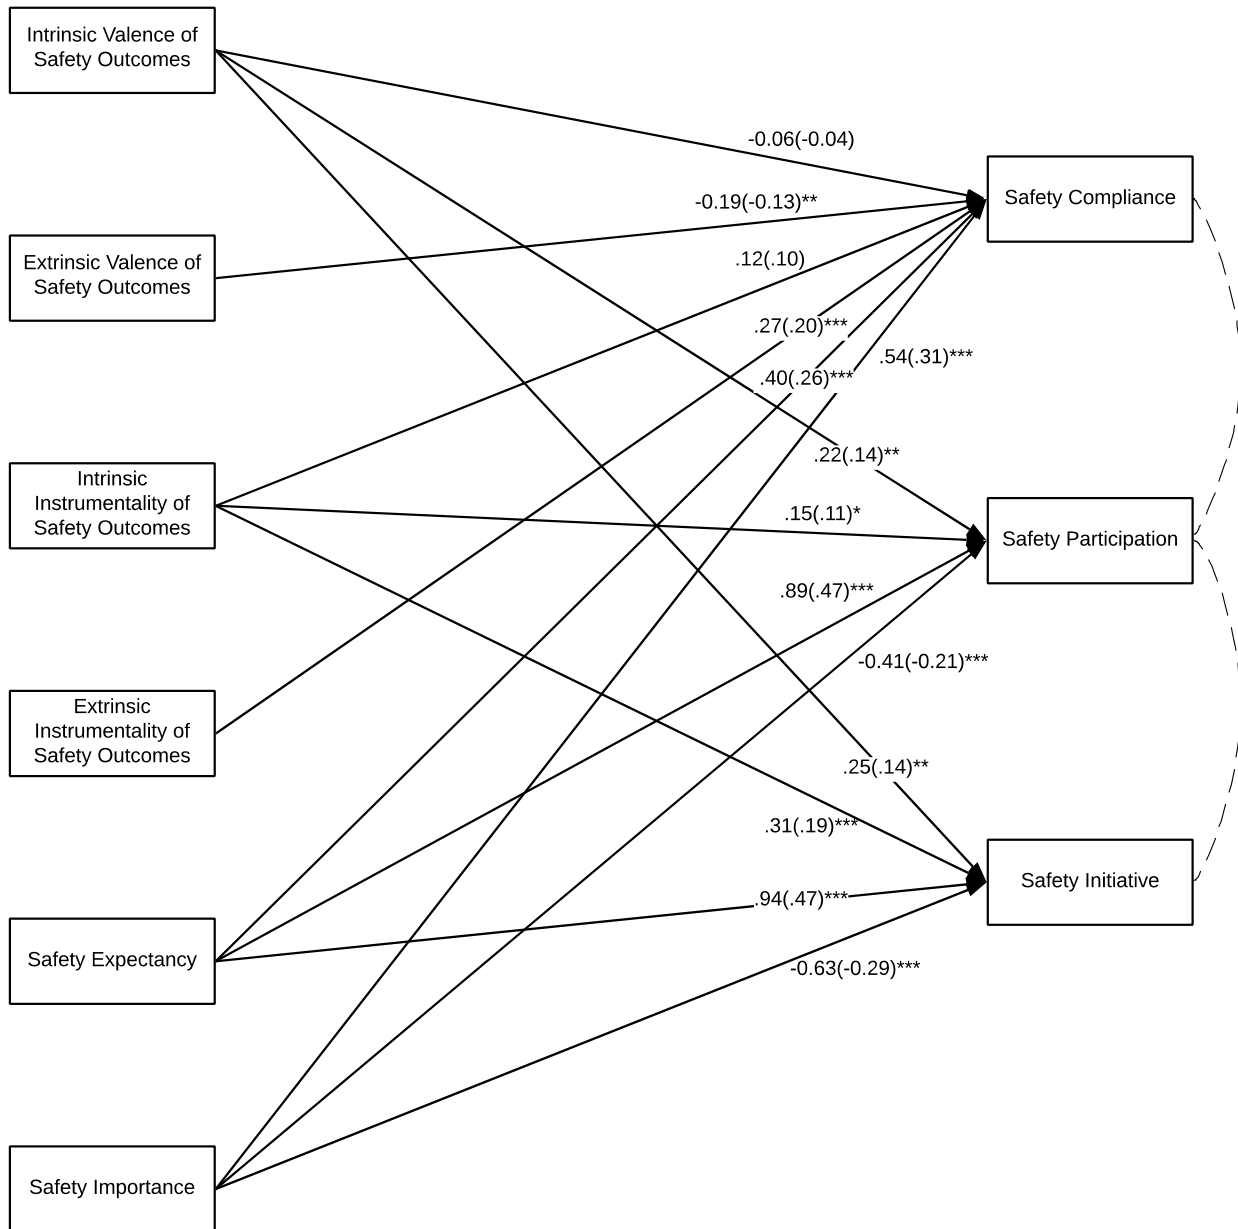 Intrinsic Valence of
Safety Outcomes
-0.06(-0.04)
Safety Compliance
-0.19(-0.13)**
Extrinsic Valence of
Safety Outcomes
.12(.10)
.27(.20)***
.54(.31)***
.40(.26)***
.22(.14)**
Intrinsic
Instrumentality of
Safety Outcomes
.15(.11)*
Safety Participation
.89(.47)***
-0.41(-0.21)***
Extrinsic
Instrumentality of
Safety Outcomes
.25(.14)**
.31(.19)***
Safety Initiative
.94(.47)***
Safety Expectancy
-0.63(-0.29)***
Safety Importance